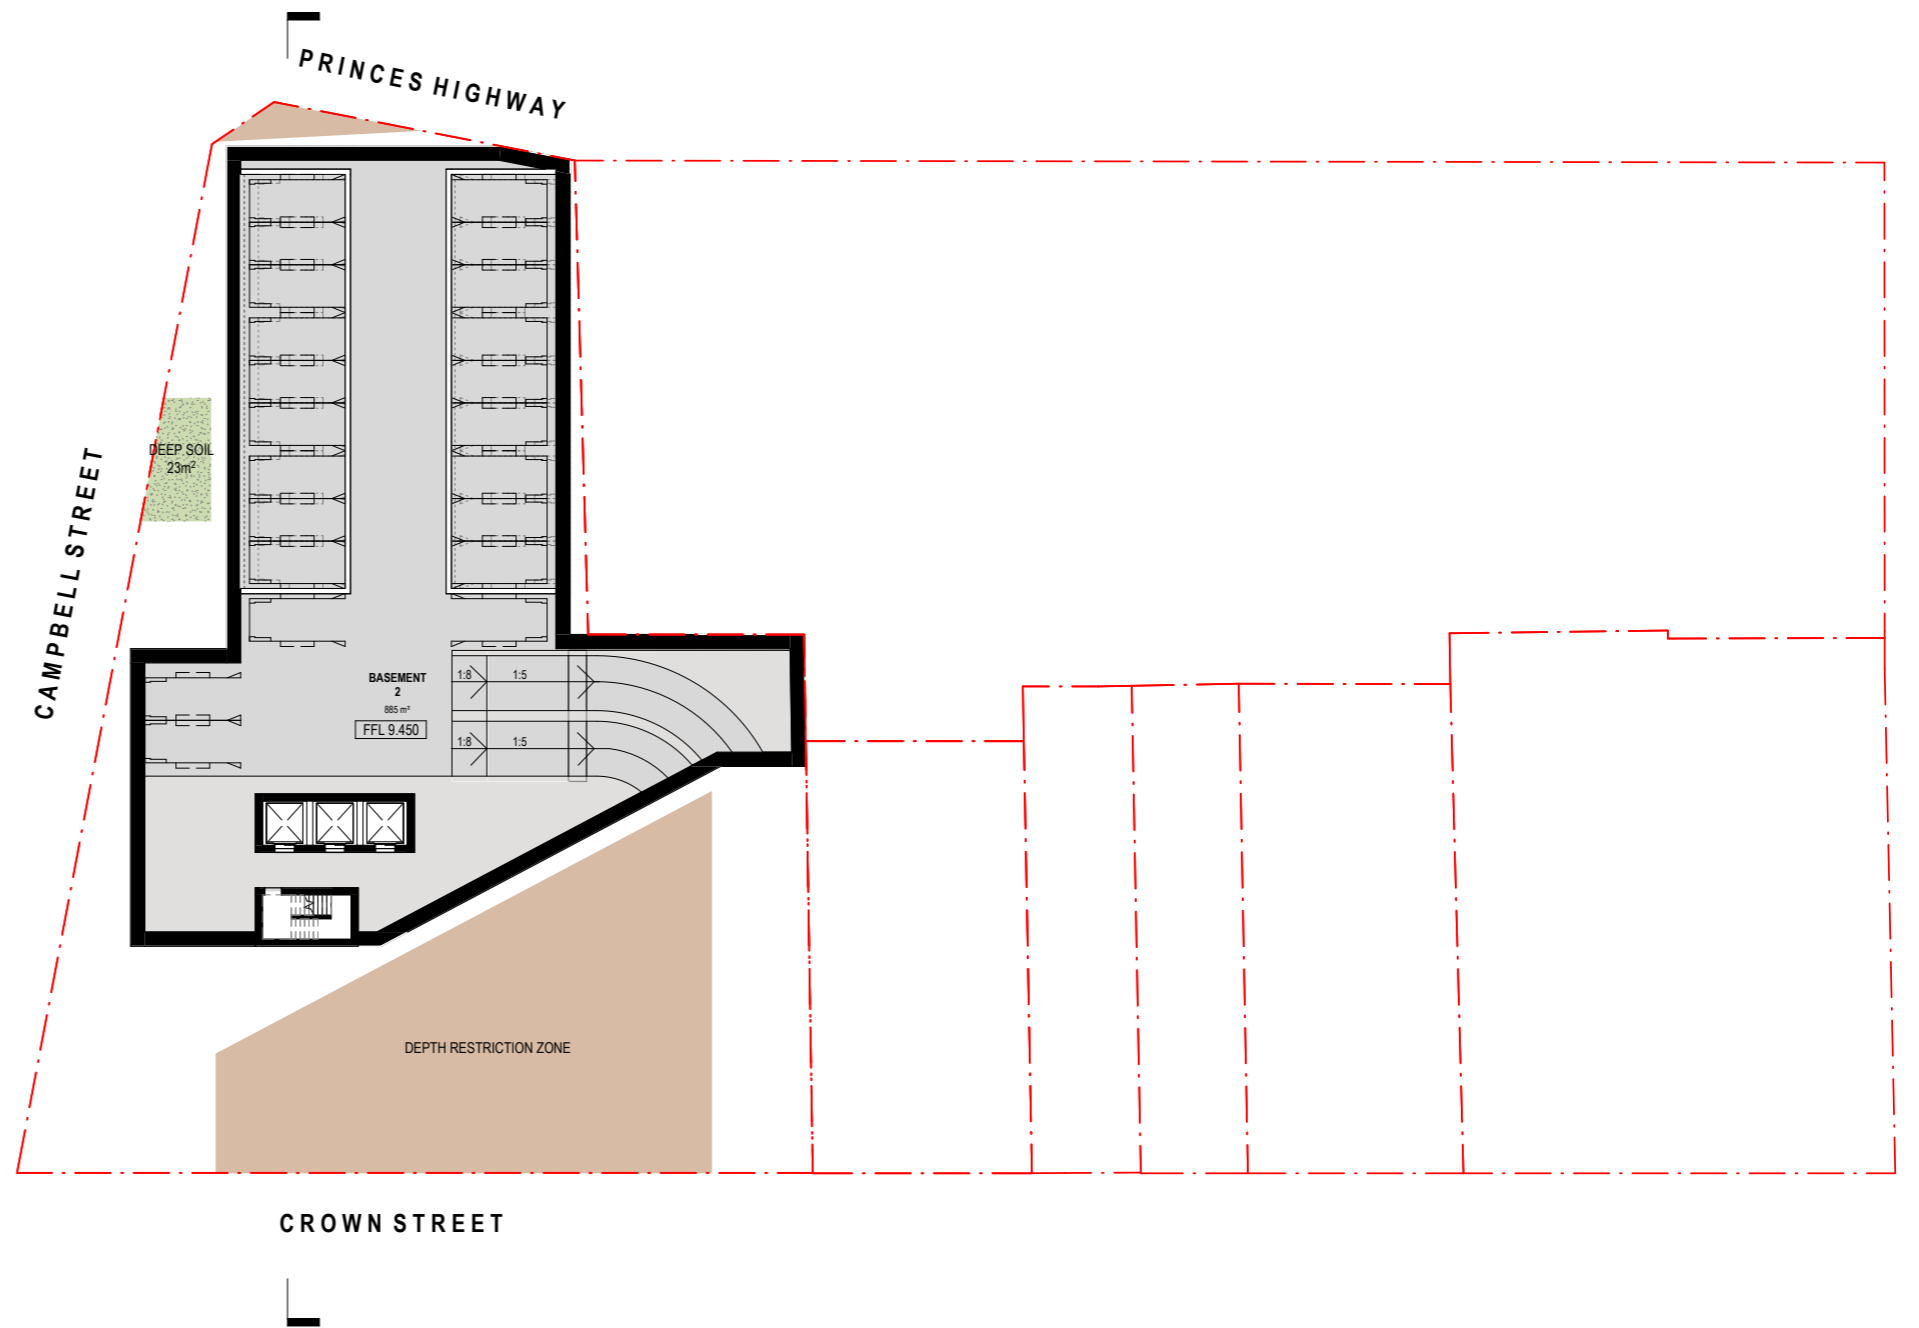 PRINCES HIGHWAY
DEEP SOIL
23m²
CAMPBELL STREET
BASEMENT
2
885 m²
FFL 9.450
1:8 1:5
1:8 1:5
DEPTH RESTRICTION ZONE
CROWN STREET